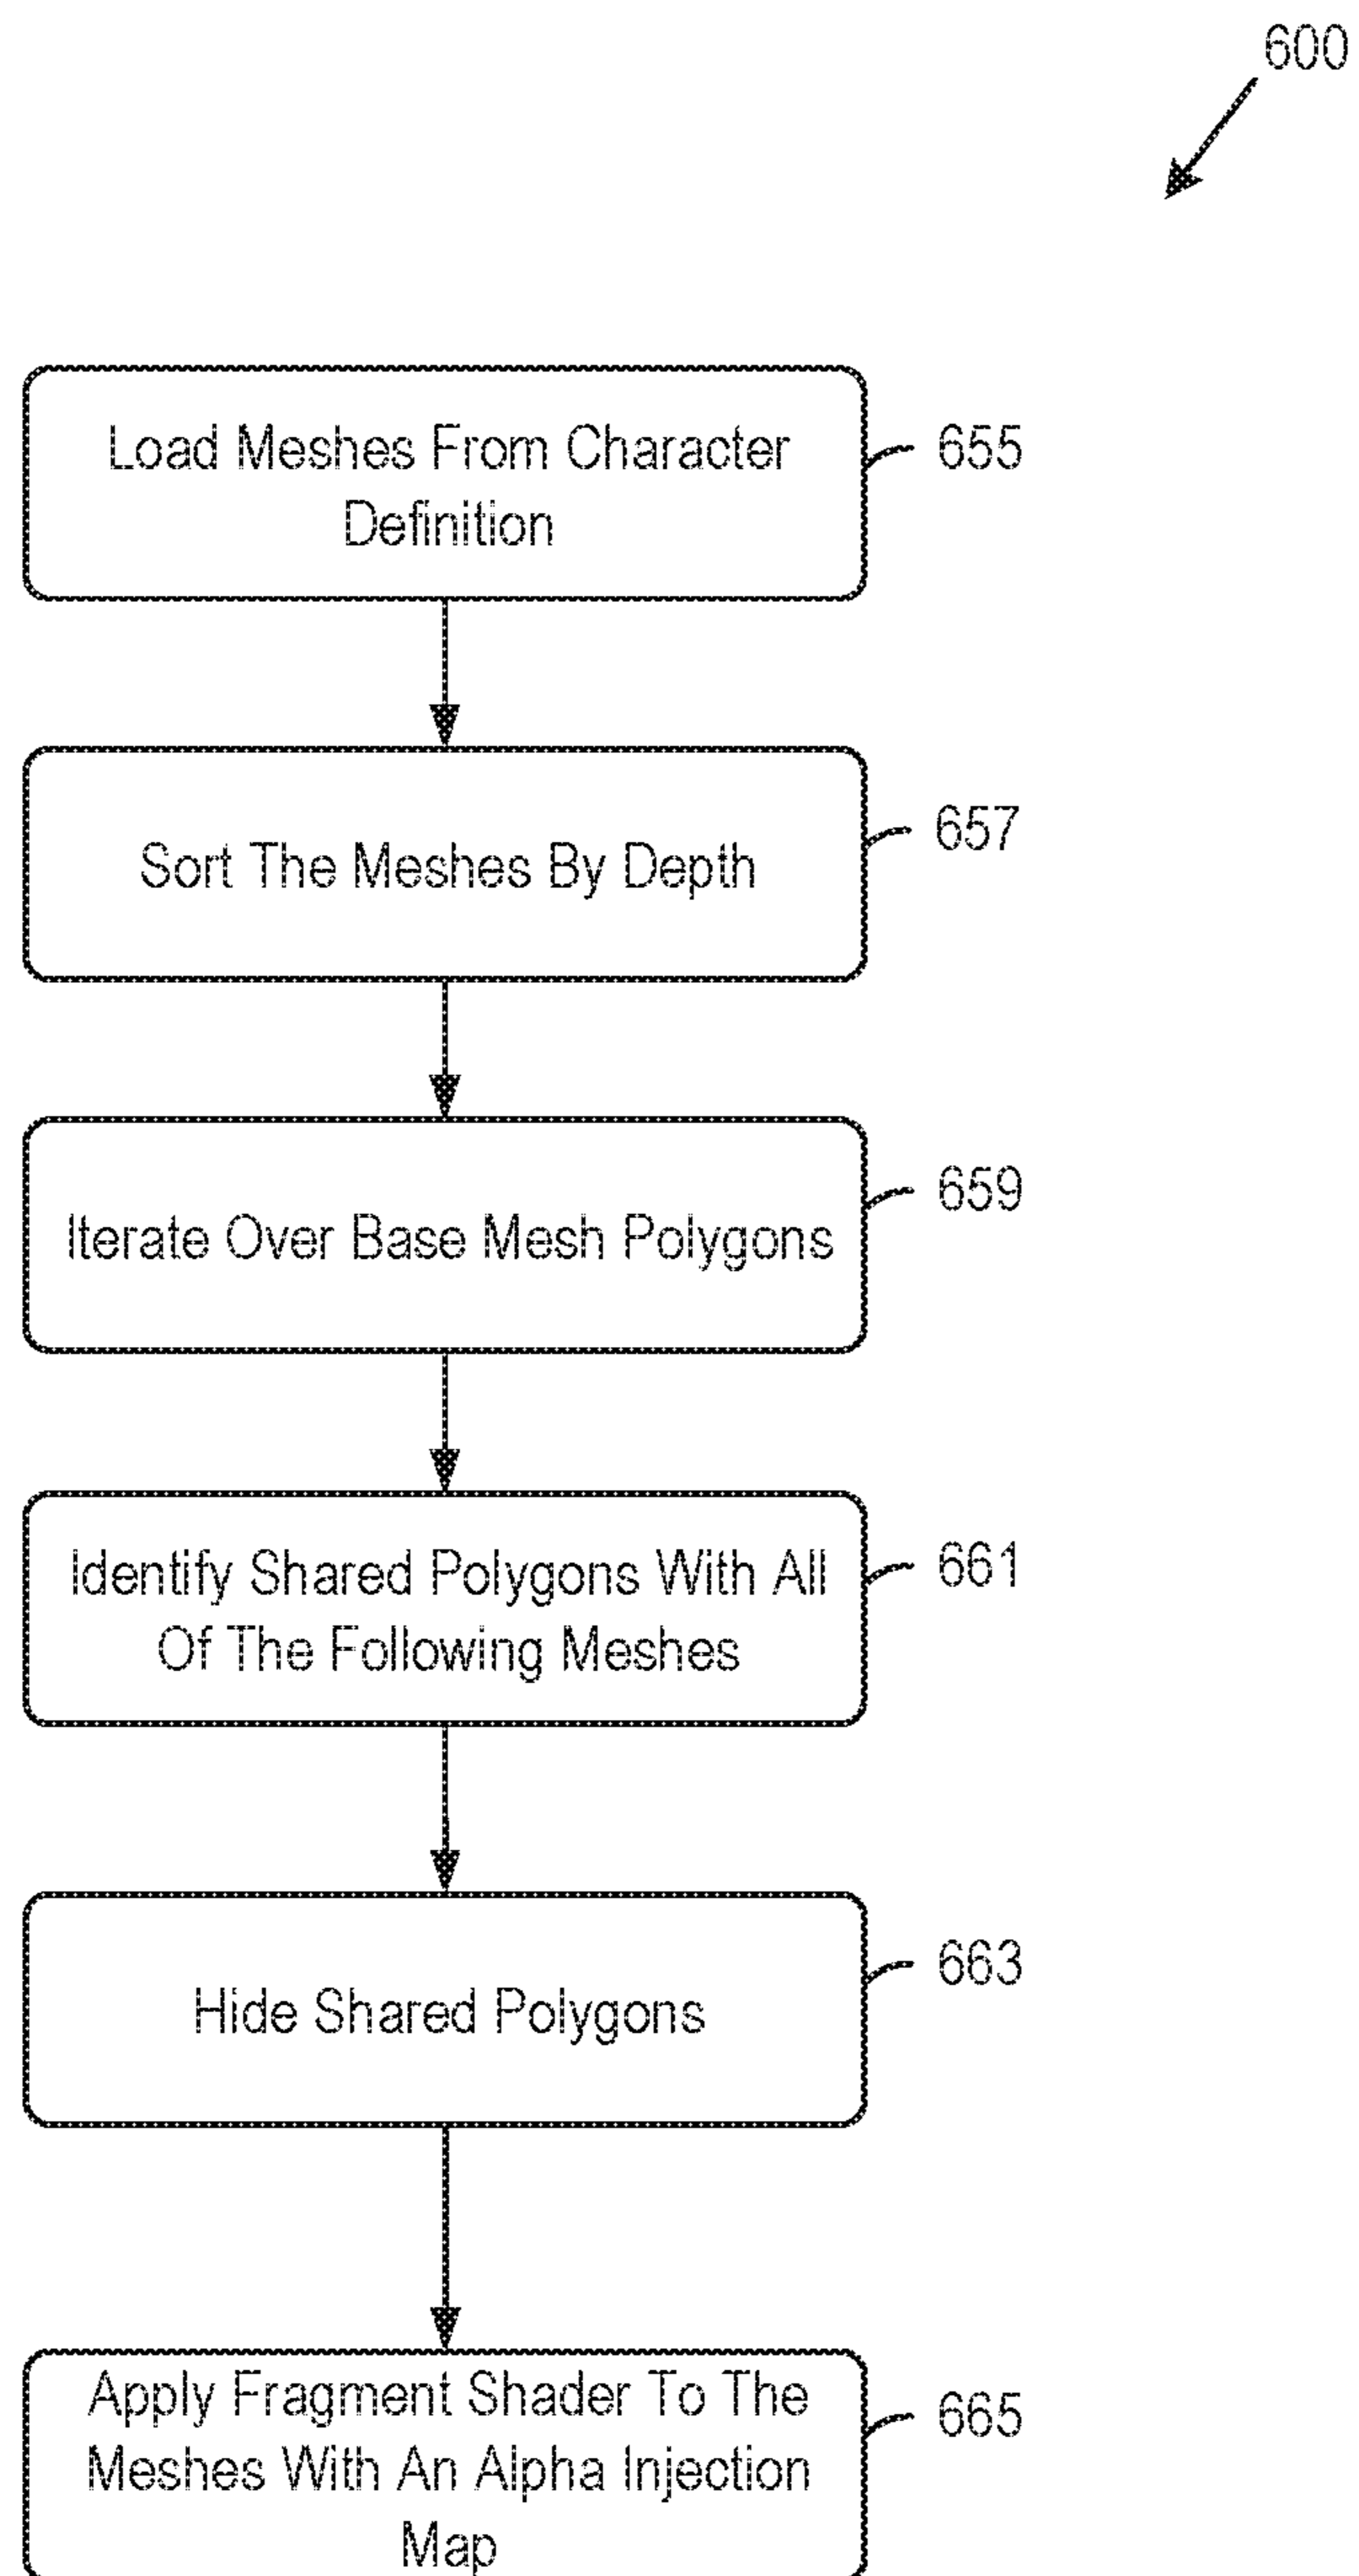 600
Load Meshes From Character
Definition
655
Sort The Meshes By Depth
657
Iterate Over Base Mesh Polygons
659
Identify Shared Polygons With All
Of The Following Meshes
661
Hide Shared Polygons
663
Apply Fragment Shader To The
Meshes With An Alpha Injection
Map
665